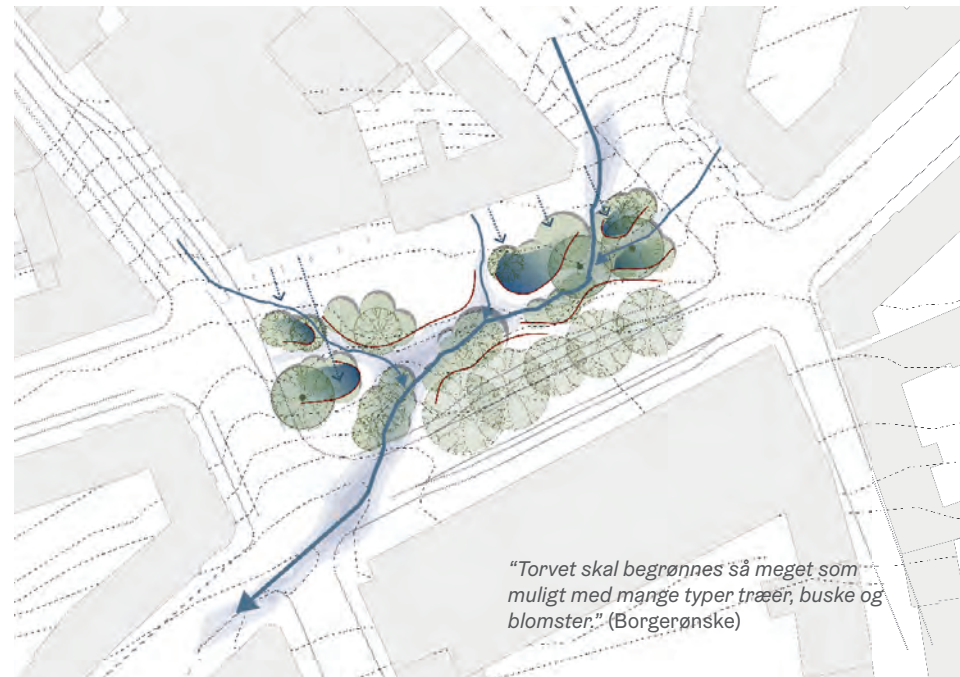 “Torvet skal begrønnes så meget som
muligt med mange typer træer, buske og
blomster.” (Borgerønske)